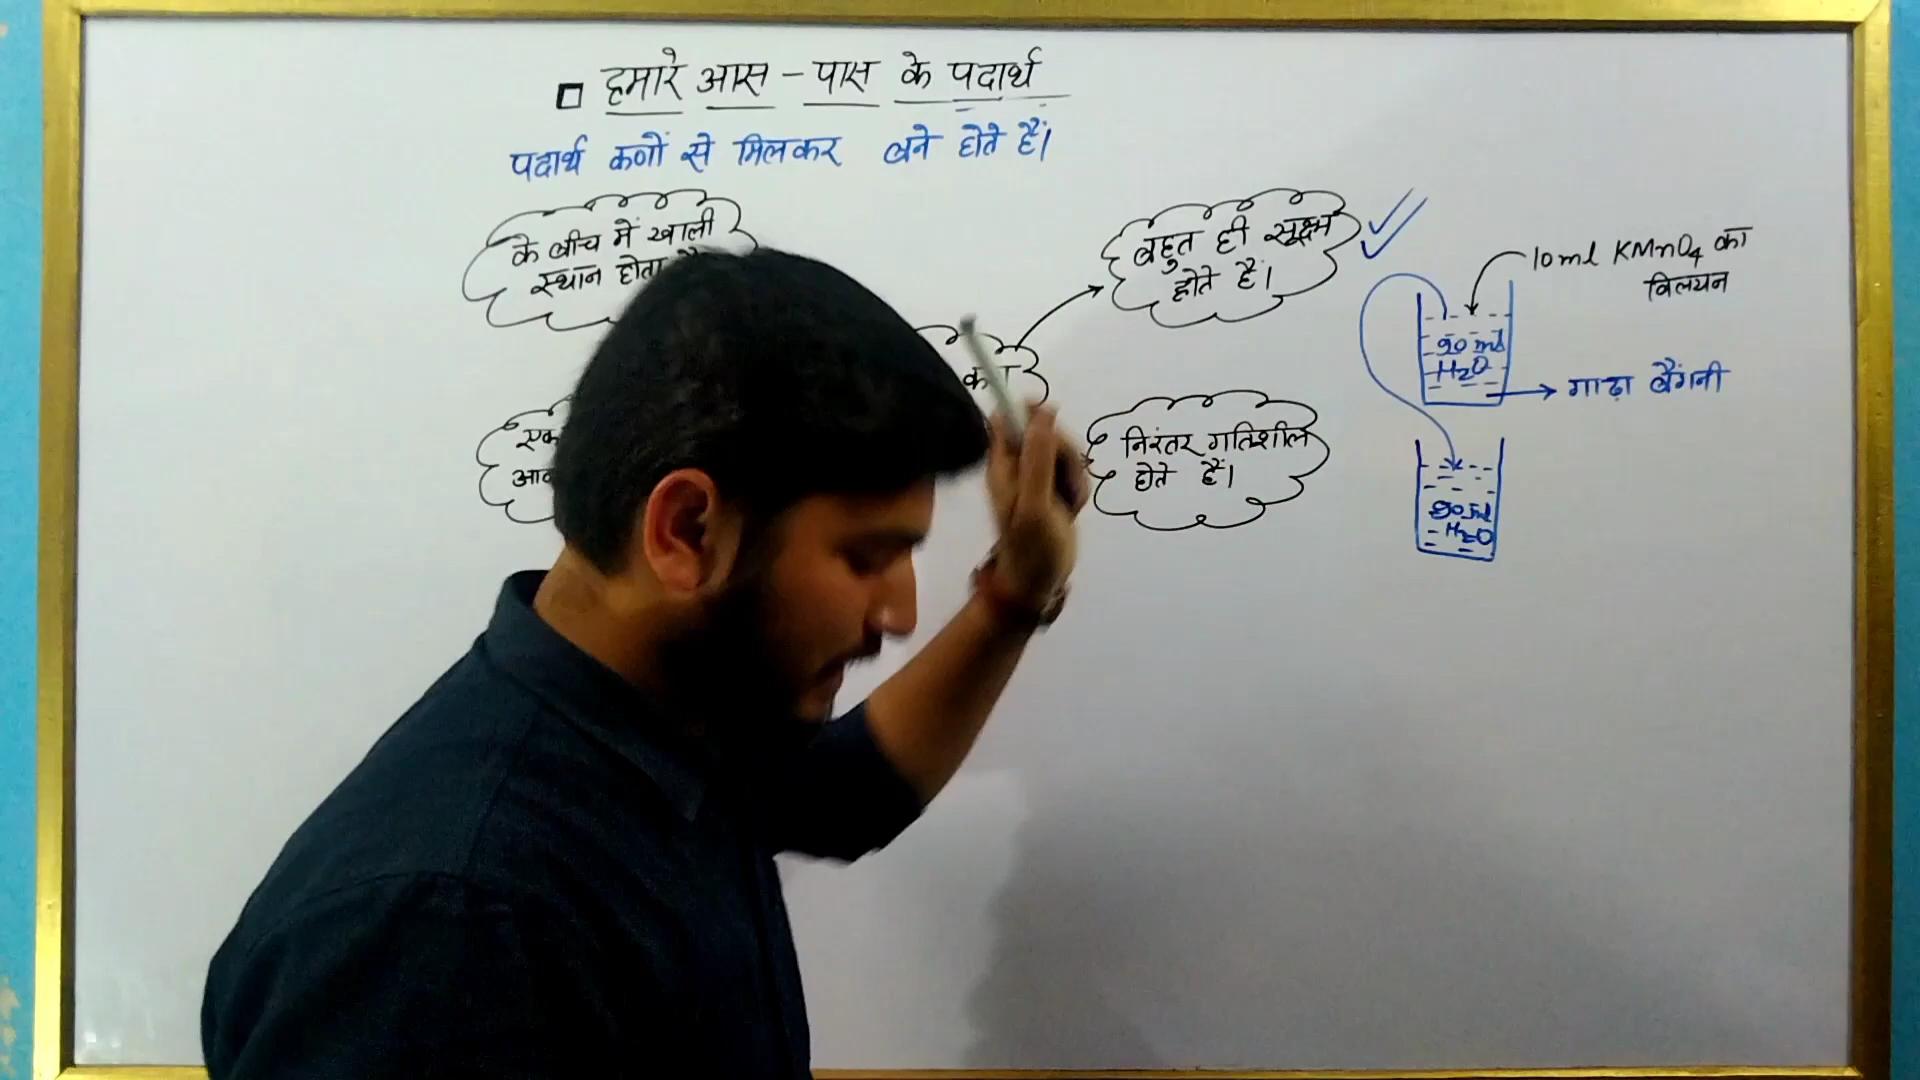 हमारे आस-पास के पदार्थ
पदार्थ कणों से मिलकर बने होते हैं।
के बीच में खाली
स्थान होता
बहुत ही सूक्ष्म
होते हैं।
निरंतर गतिशील
होते हैं।
10ml KMnO4 का
विलयन
90 ml
H2O
गाढ़ा बैंगनी
90 ml
H2O